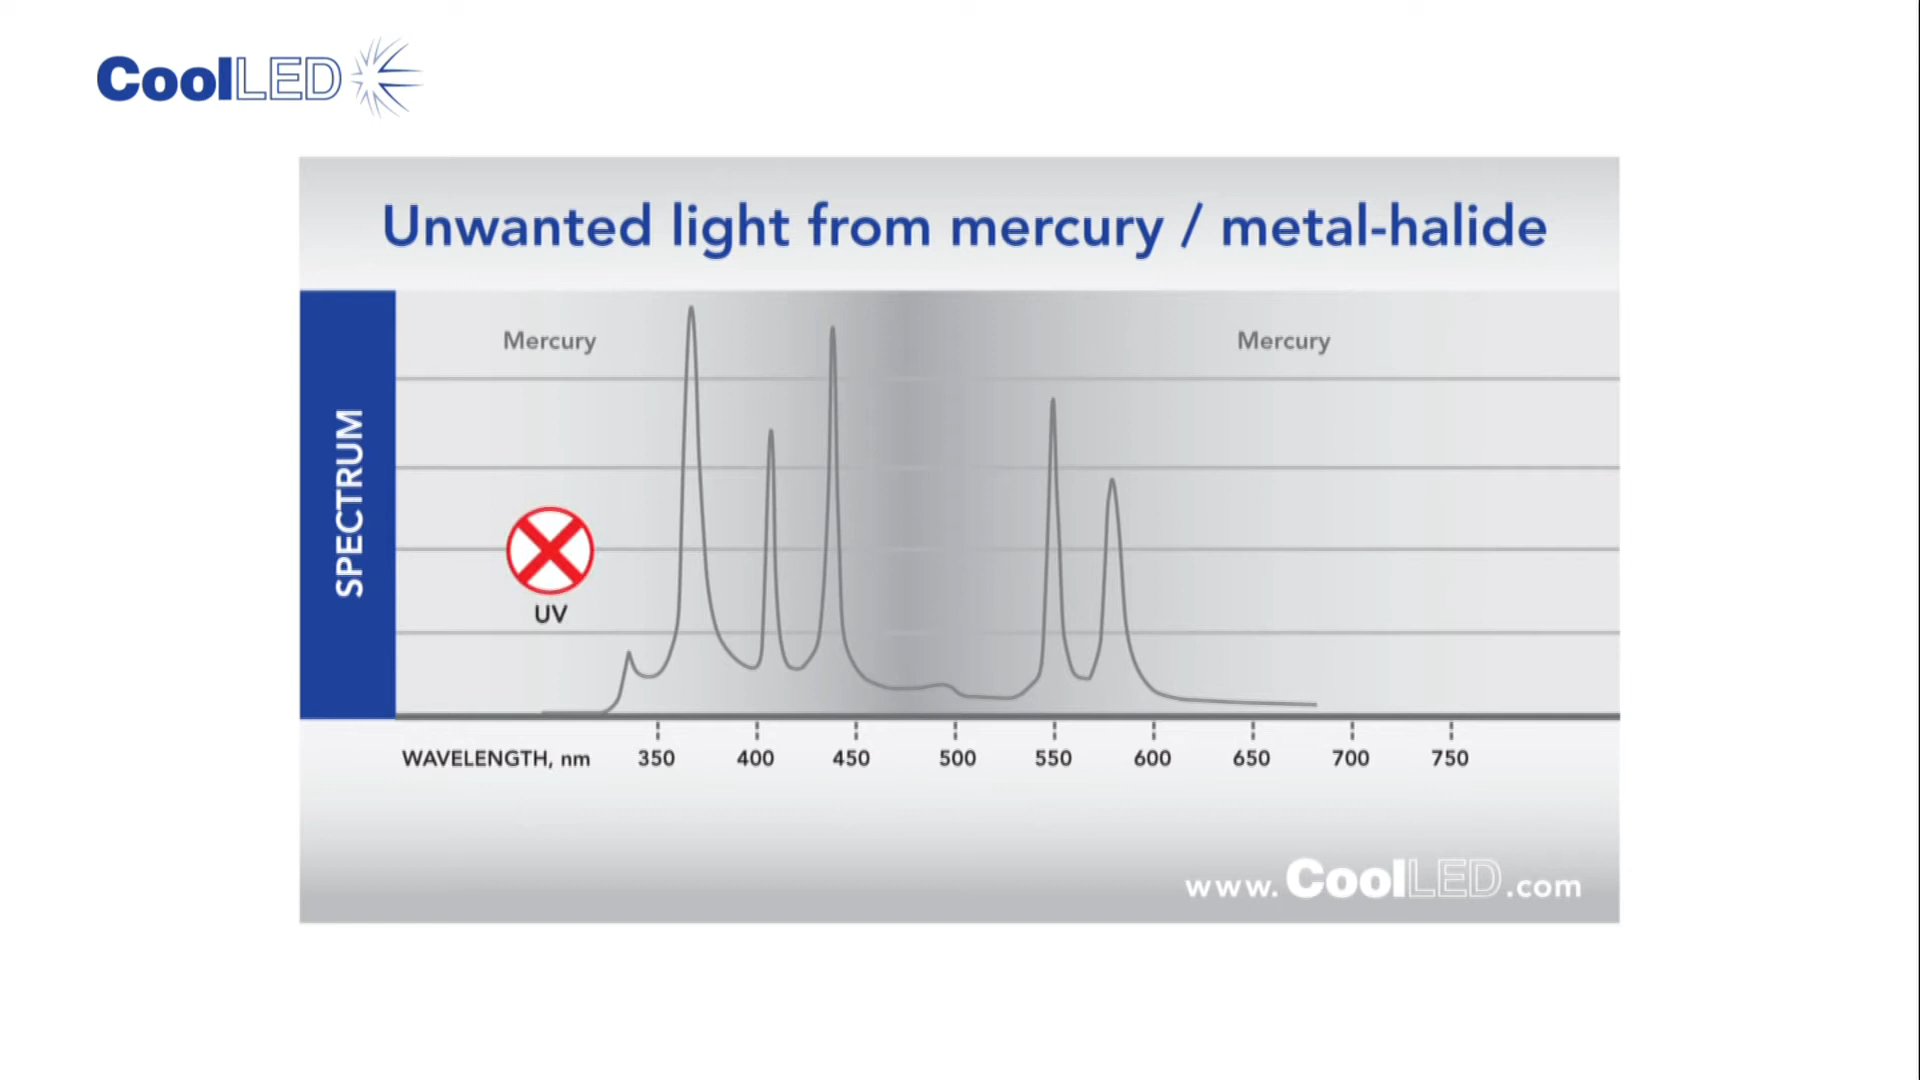 CoolLED
Unwanted light from mercury / metal-halide
SPECTRUM
Mercury
Mercury
UV
WAVELENGTH, nm 350 400 450 500 550 600 650 700 750
www.CoolLED.com